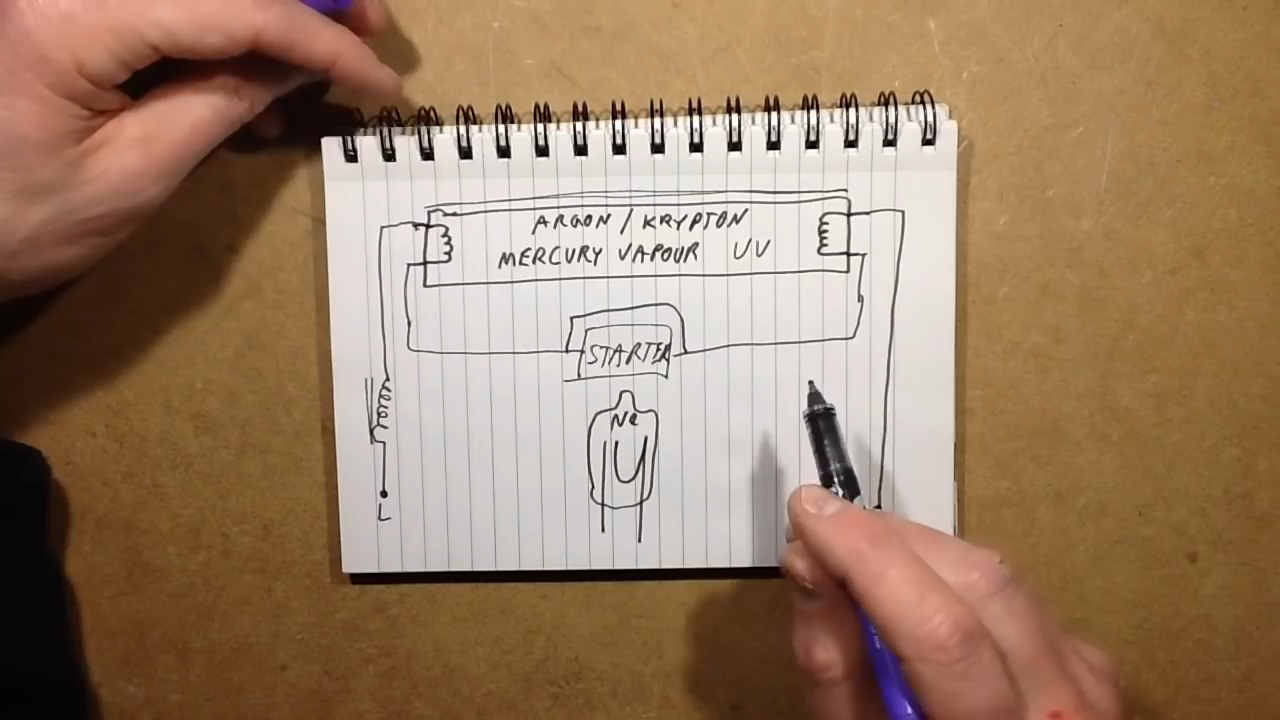 ARGON / KRYPTON
MERCURY VAPOUR UV
STARTER
Ne
L